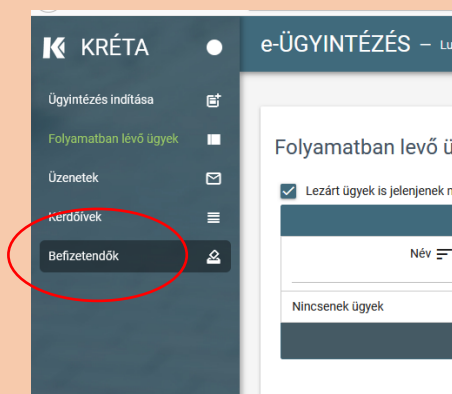 KRÉTA
Ügyintézés indítása
Folyamatban lévő ügyek
Üzenetek
Kérdőívek
Befizetendők
e-ÜGYINTÉZÉS – Lu
Folyamatban levő ü
Lezárt ügyek is jelenjenek m
Név
Nincsenek ügyek